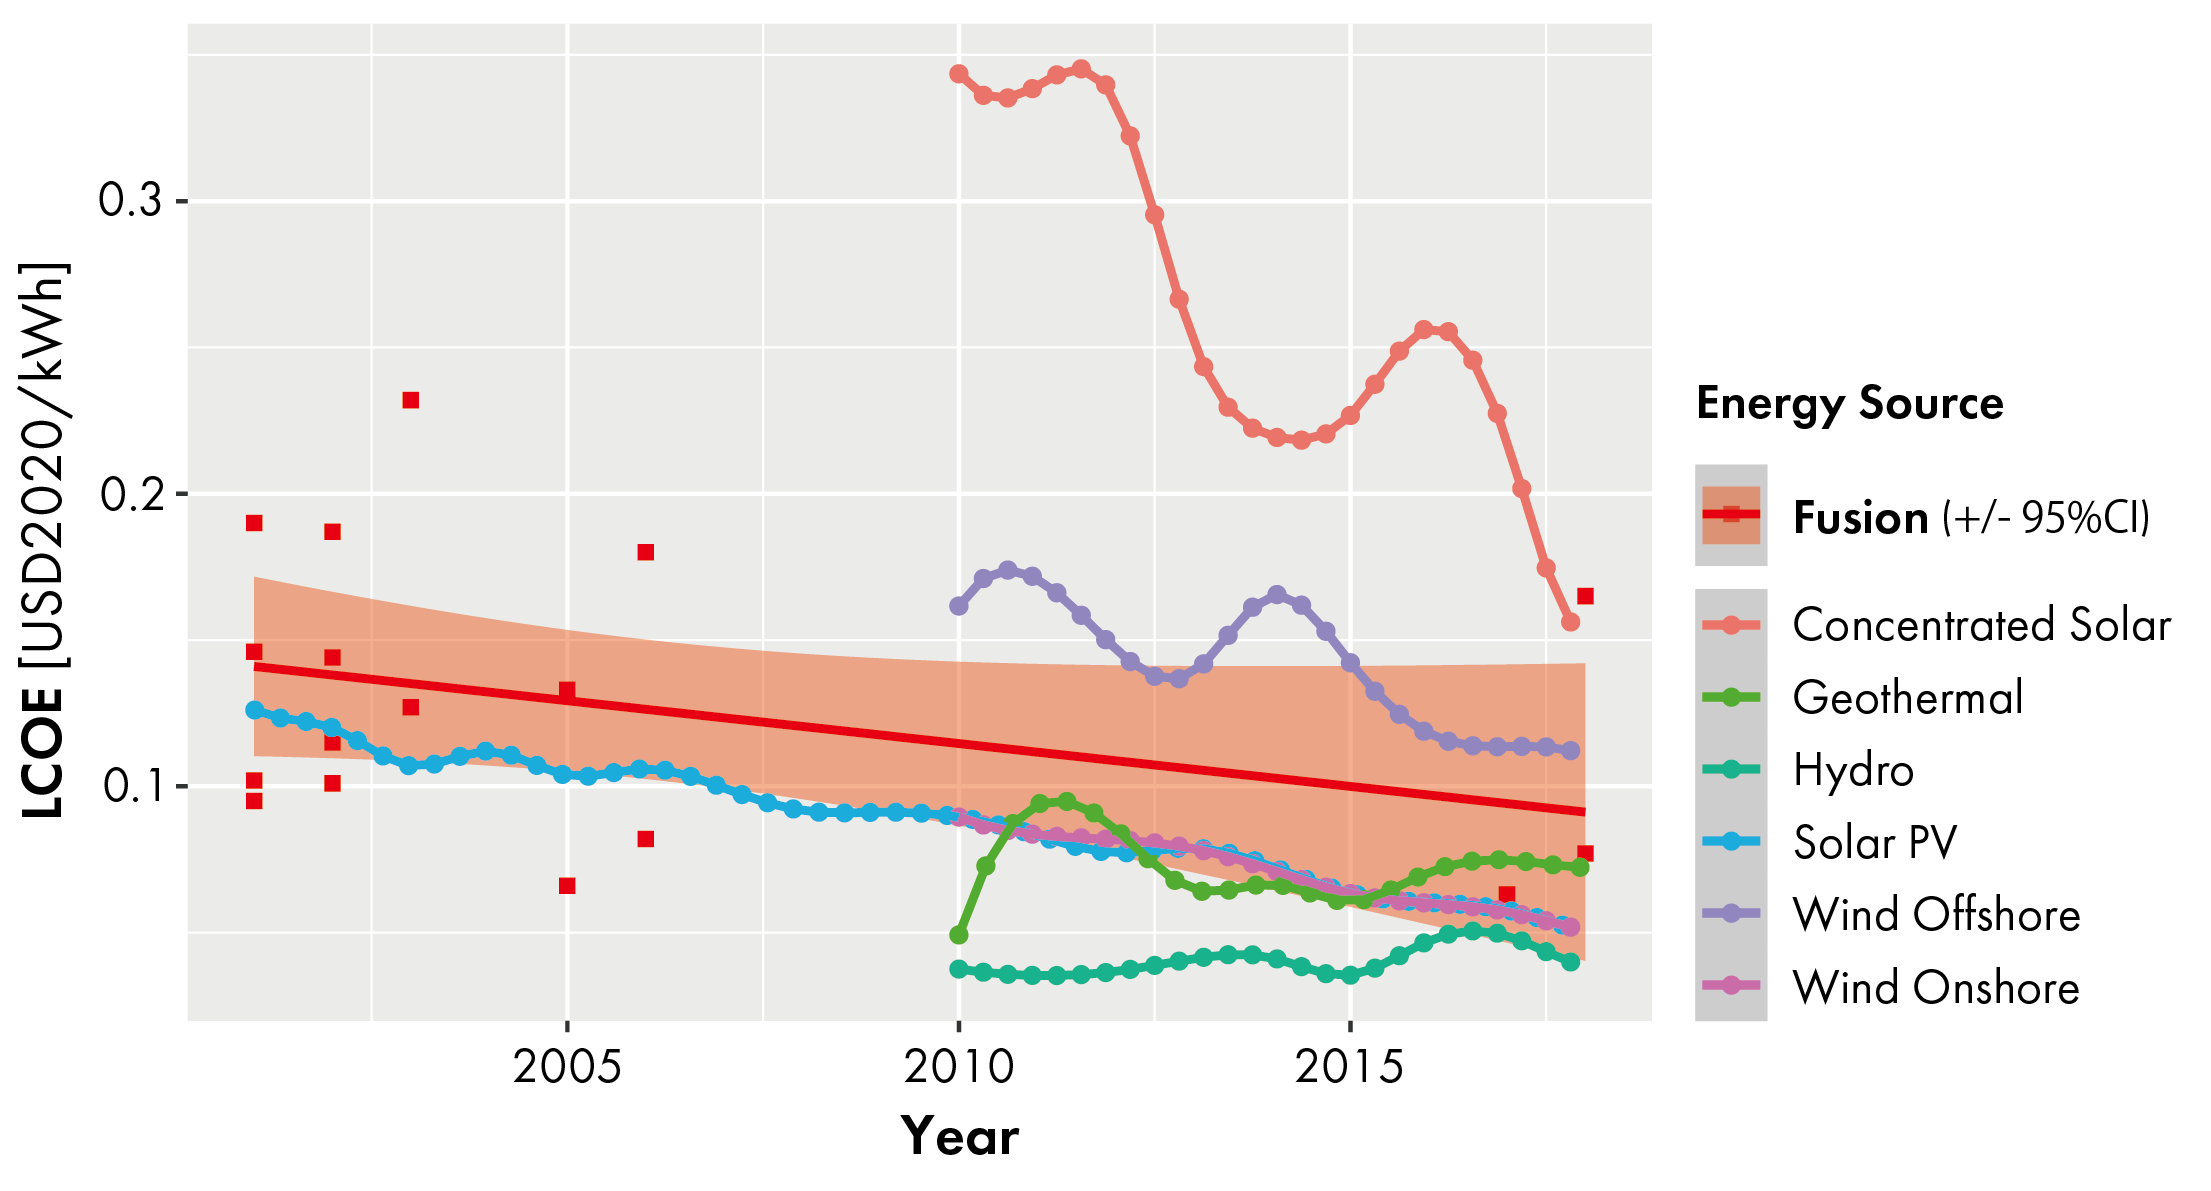 LCOE [USD2020/kWh]
0.3
0.2
0.1
2005 2010 2015
Year
Energy Source
Fusion (+/- 95%CI)
Concentrated Solar
Geothermal
Hydro
Solar PV
Wind Offshore
Wind Onshore